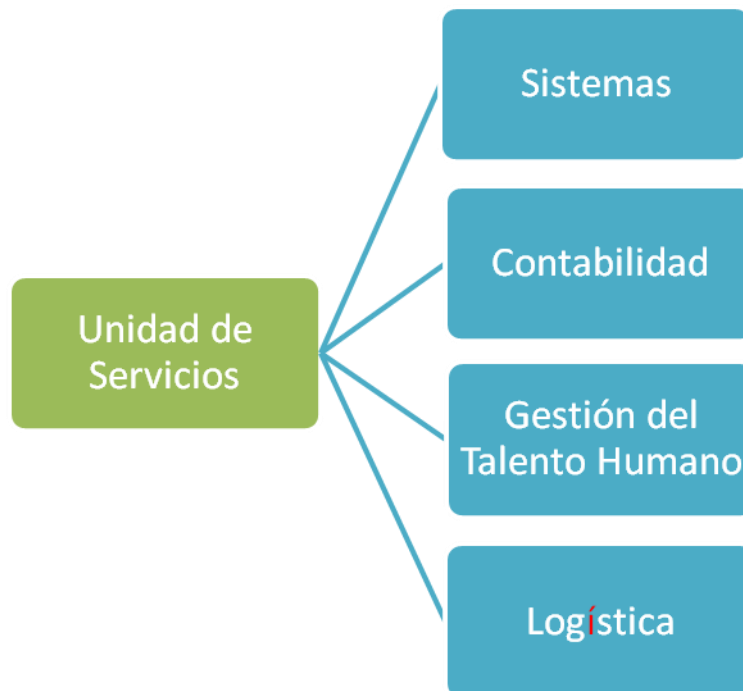 Sistemas
Contabilidad
Unidad de
Servicios
Gestión del
Talento Humano
Logística